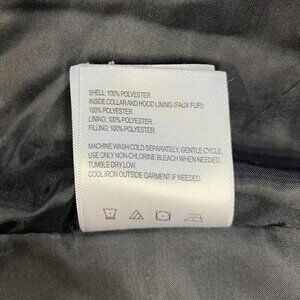 SHELL: 100% POLYESTER
INSIDE COLLAR AND HOOD LINING (FAUX FUR):
100% POLYESTER
LINING: 100% POLYESTER
FILLING: 100% POLYESTER
MACHINE WASH COLD SEPARATELY, GENTLE CYCLE.
USE ONLY NON-CHLORINE BLEACH WHEN NEEDED.
TUMBLE DRY LOW.
COOL IRON OUTSIDE GARMENT IF NEEDED.